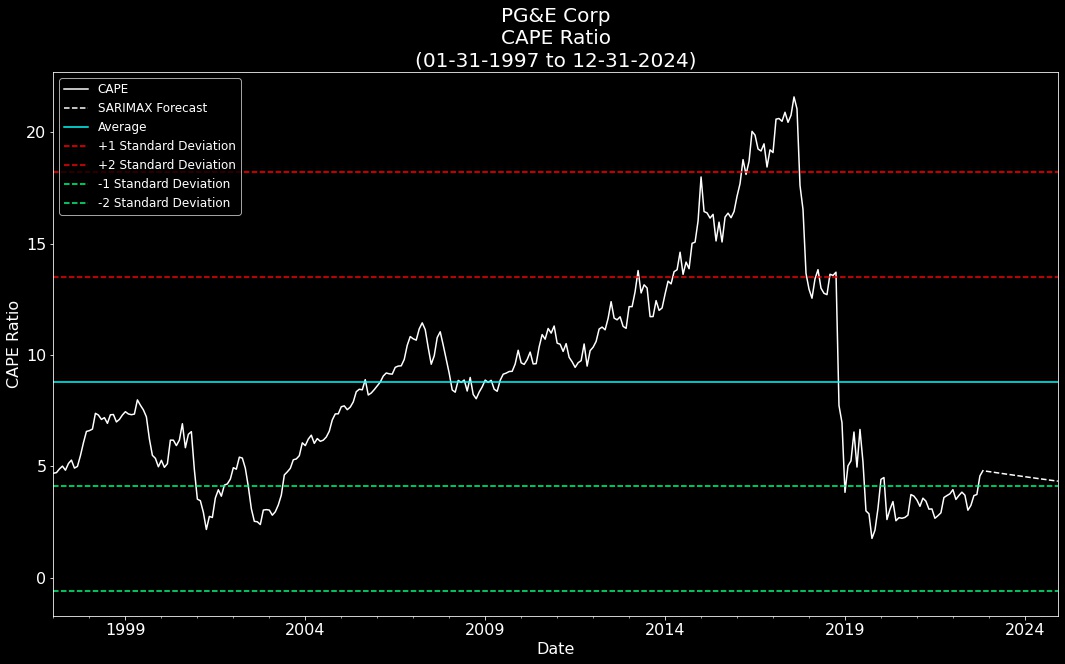 PG&E Corp
CAPE Ratio
(01-31-1997 to 12-31-2024)
CAPE
SARIMAX Forecast
Average
+1 Standard Deviation
+2 Standard Deviation
-1 Standard Deviation
-2 Standard Deviation
CAPE Ratio
20
15
10
5
0
1999 2004 2009 2014 2019 2024
Date